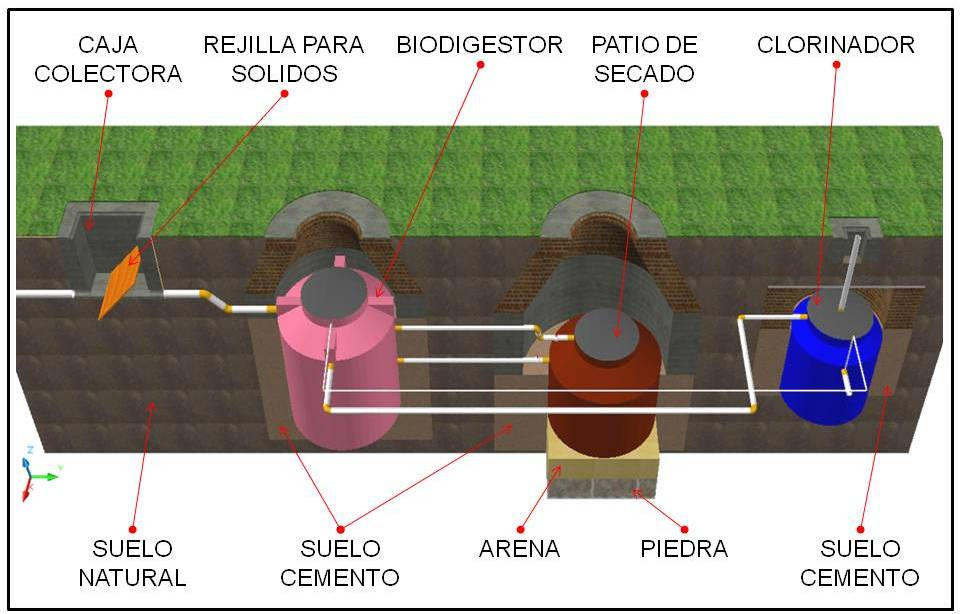 CAJA
COLECTORA
REJILLA PARA
SOLIDOS
BIODIGESTOR
PATIO DE
SECADO
CLORINADOR
SUELO
NATURAL
SUELO
CEMENTO
ARENA
PIEDRA
SUELO
CEMENTO